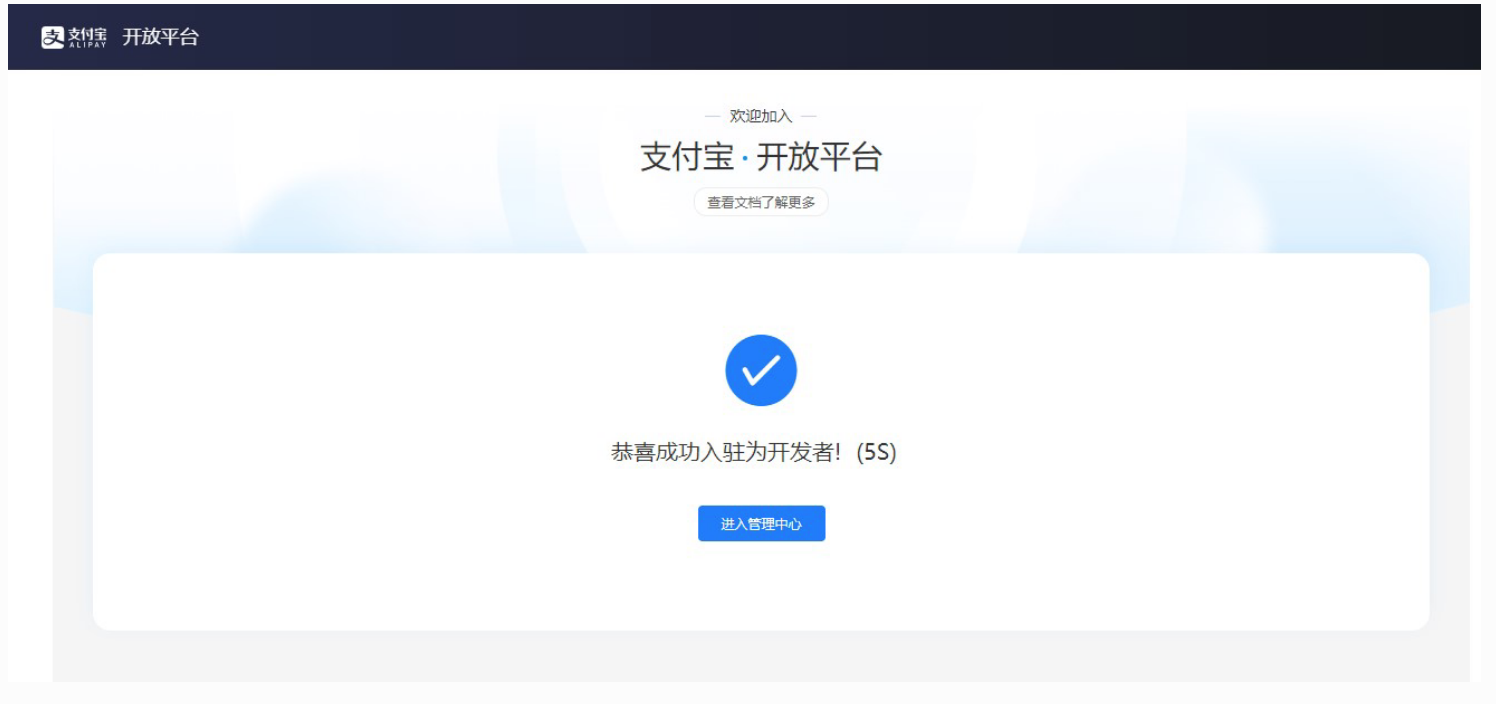 支付宝 开放平台
ALIPAY
— 欢迎加入 —
支付宝·开放平台
查看文档了解更多
恭喜成功入驻为开发者! (5S)
进入管理中心